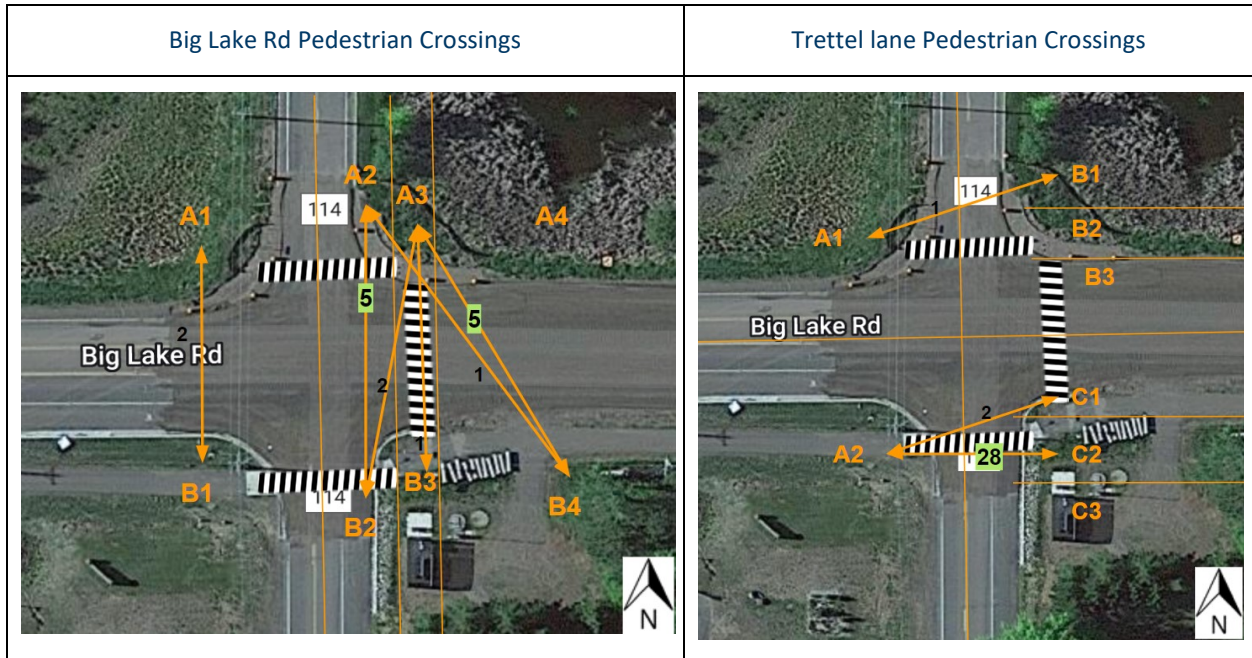 Big Lake Rd Pedestrian Crossings
Trettel lane Pedestrian Crossings
A2
A3
114
A1
A4
5
5
2
Big Lake Rd
2
1
B1
B3
B4
114
B2
N
B1
114
1
B2
A1
B3
Big Lake Rd
C1
2
A2
28
C2
C3
N